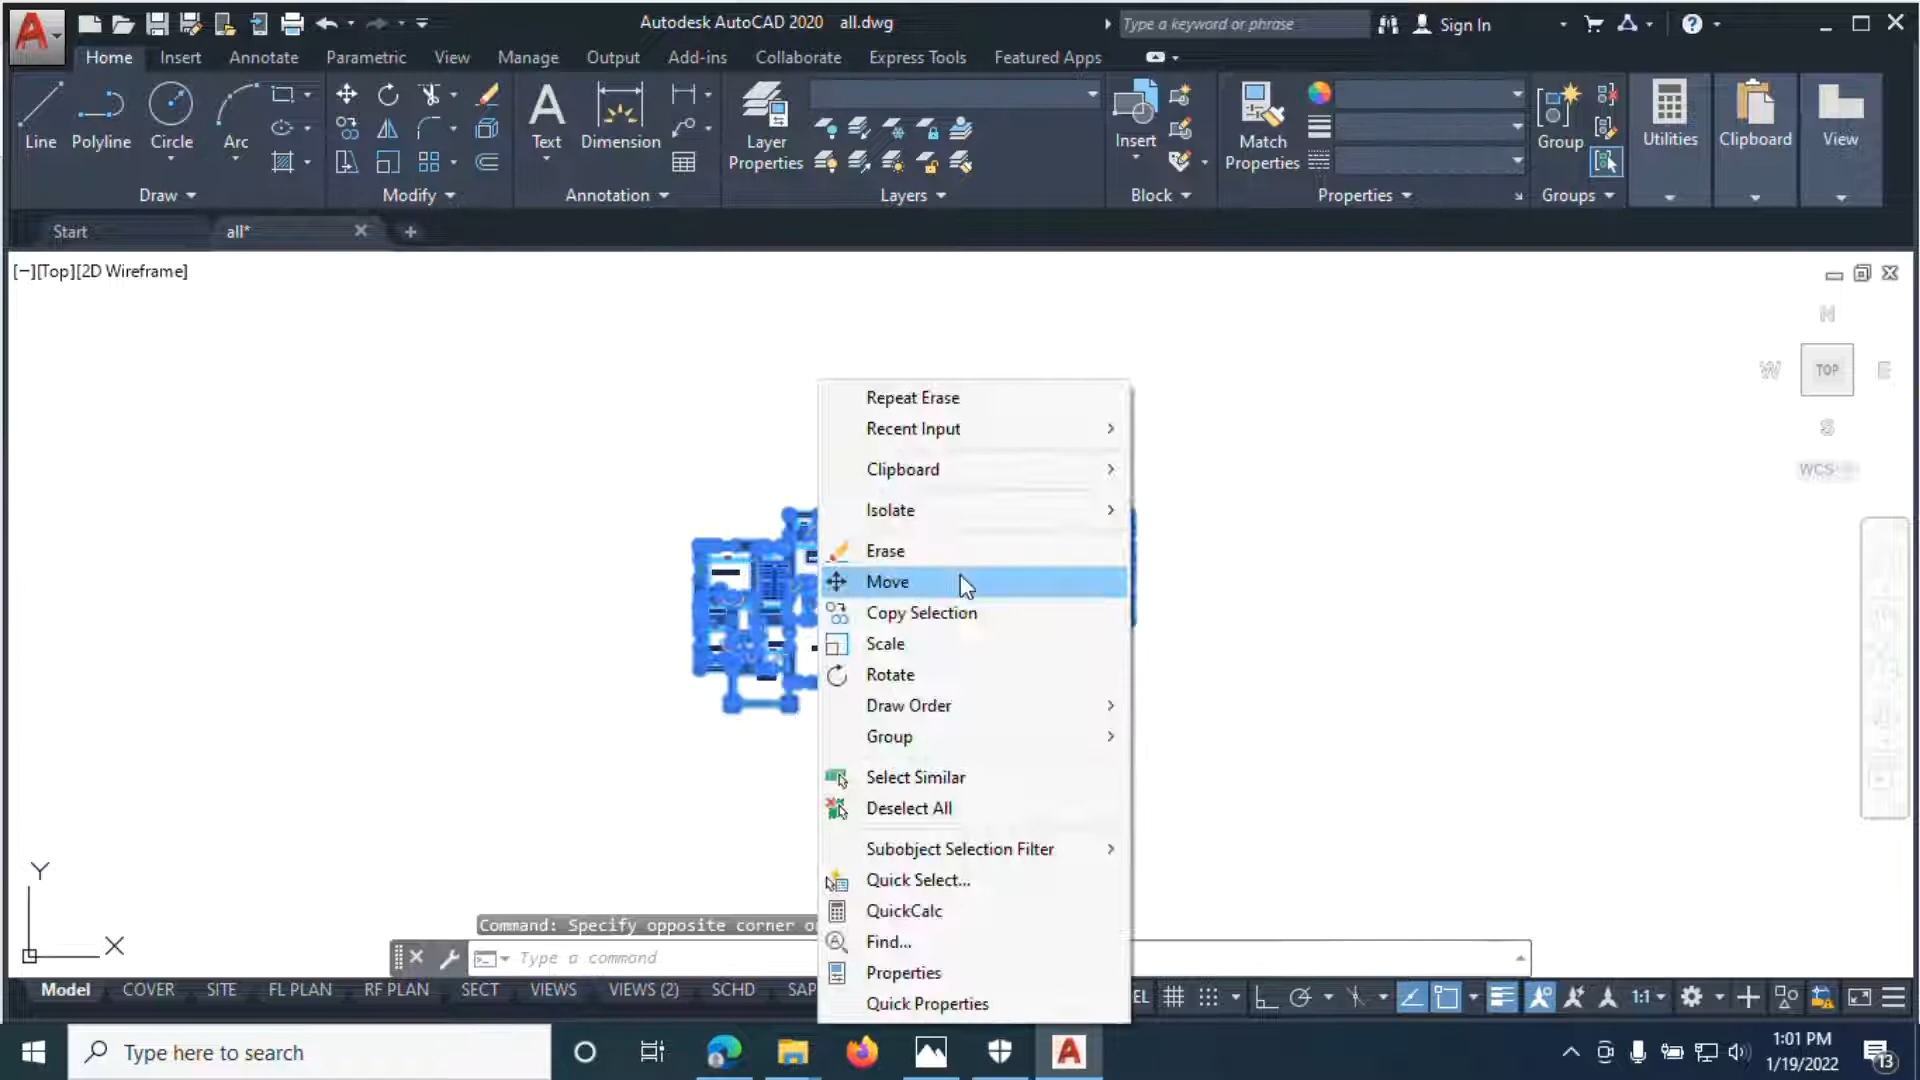 Autodesk AutoCAD 2020 all.dwg
Type a keyword or phrase
Sign In
Home Insert Annotate Parametric View Manage Output Add-ins Collaborate Express Tools Featured Apps
Line Polyline Circle Arc
Text Dimension
Layer Properties
Insert
Match Properties
Group
Utilities Clipboard View
Draw Modify Annotation Layers Block Properties Groups
Start all*
[−][Top][2D Wireframe]
N
W TOP E
S
WCS
Repeat Erase
Recent Input
Clipboard
Isolate
Erase
Move
Copy Selection
Scale
Rotate
Draw Order
Group
Select Similar
Deselect All
Subobject Selection Filter
Quick Select...
QuickCalc
Find...
Properties
Quick Properties
Y
X
Command: Specify opposite corner
Type a command
Model COVER SITE FL PLAN RF PLAN SECT VIEWS VIEWS (2) SCHD SAP
EL
1:1
Type here to search
1:01 PM
1/19/2022
13